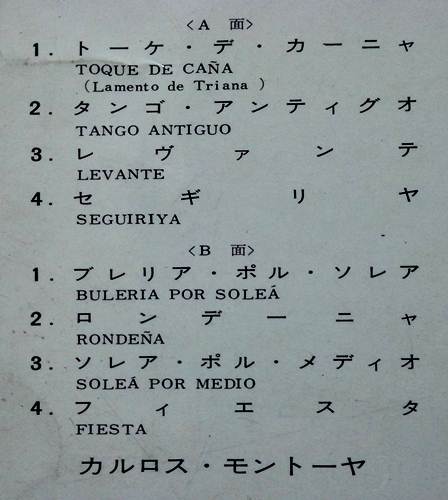 <A 面>
1. トーケ・デ・カーニャ
TOQUE DE CAÑA
(Lamento de Triana )
2. タンゴ・アンティグオ
TANGO ANTIGUO
3. レヴァンテ
LEVANTE
4. セギリヤ
SEGUIRIYA
<B 面>
1. ブレリア・ポル・ソレア
BULERIA POR SOLEÁ
2. ロンデーニャ
RONDEÑA
3. ソレア・ポル・メディオ
SOLEÁ POR MEDIO
4. フィエスタ
FIESTA
カルロス・モントーヤ